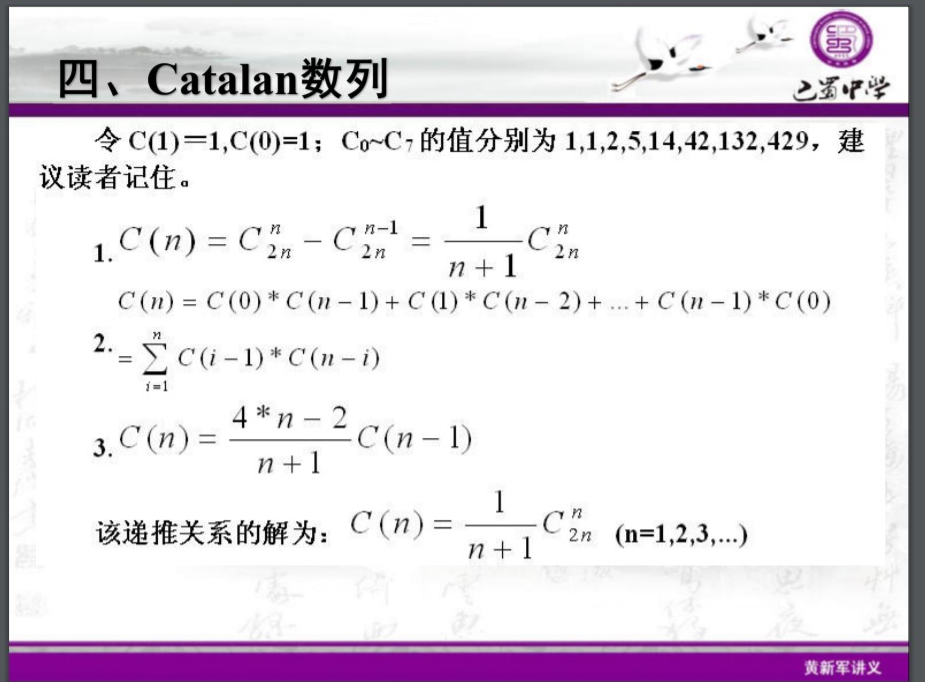 四、Catalan数列
巴蜀中学
令 C(1)＝1,C(0)=1；C₀~C₇的值分别为 1,1,2,5,14,42,132,429，建
议读者记住。
1. C(n) = C_{2n}^{n} − C_{2n}^{n−1} = \frac{1}{n+1} C_{2n}^{n}
C(n) = C(0)*C(n−1)+C(1)*C(n−2)+...+C(n−1)*C(0)
2. = \sum_{i=1}^{n} C(i−1)*C(n−i)
3. C(n) = \frac{4*n−2}{n+1} C(n−1)
该递推关系的解为：C(n) = \frac{1}{n+1} C_{2n}^{n} (n=1,2,3,...)
黄新军讲义